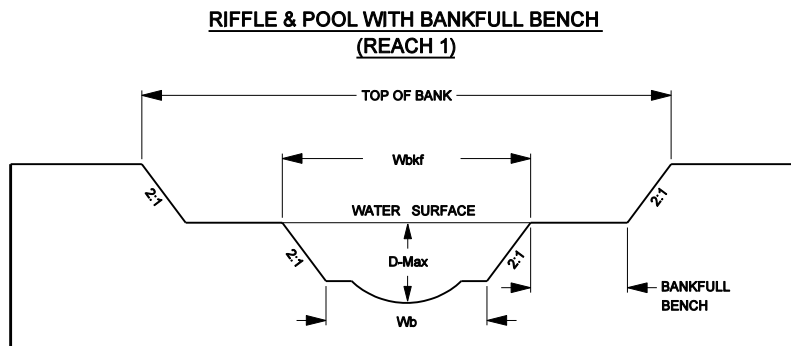 RIFFLE & POOL WITH BANKFULL BENCH
(REACH 1)
TOP OF BANK
Wbkf
2:1
2:1
WATER SURFACE
2:1
D-Max
2:1
BANKFULL
BENCH
Wb